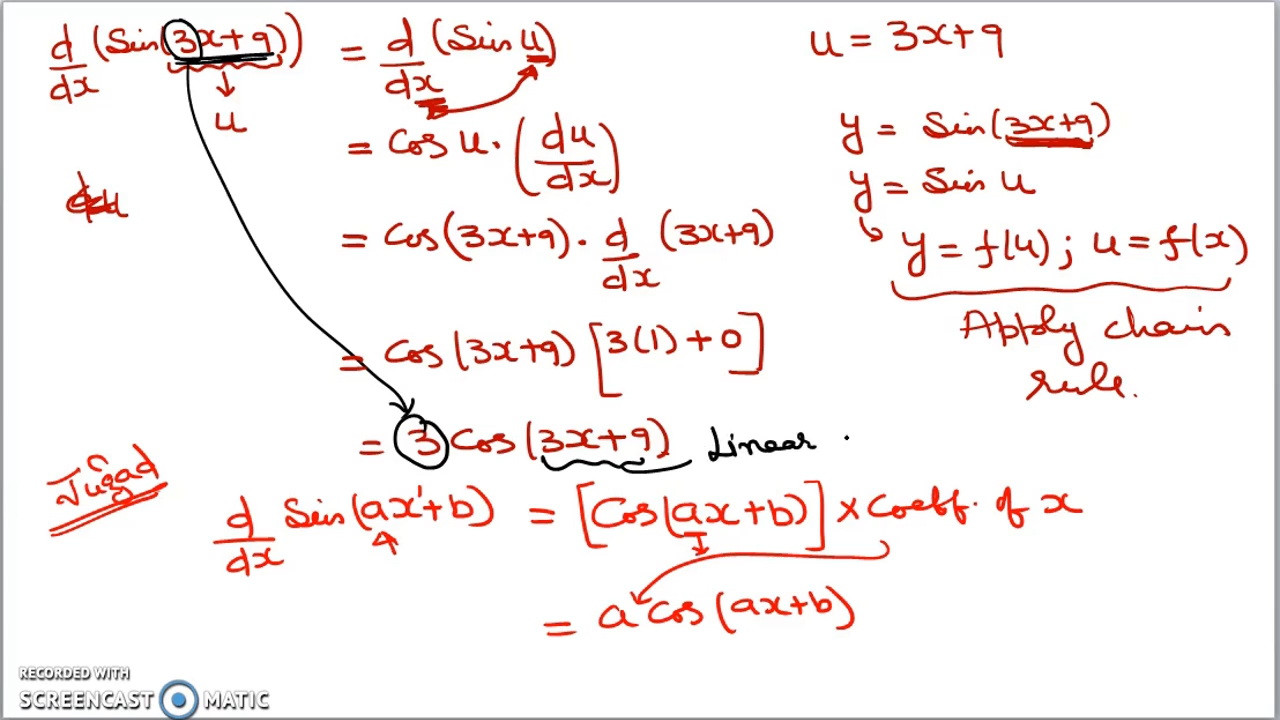 d/dx (Sin(3x+9)) = d/dx (Sin u)
u
u = 3x+9
= Cos u · (du/dx)
y = Sin(3x+9)
y = Sin u
= Cos(3x+9) · d/dx (3x+9)
y = f(u); u = f(x)
Apply chain
rule.
= Cos(3x+9) [3(1) + 0]
= 3 Cos(3x+9) Linear .
Jugad
d/dx Sin(ax¹+b) = [Cos(ax+b)] × Coeff. of x
= a Cos(ax+b)
RECORDED WITH
SCREENCAST MATIC